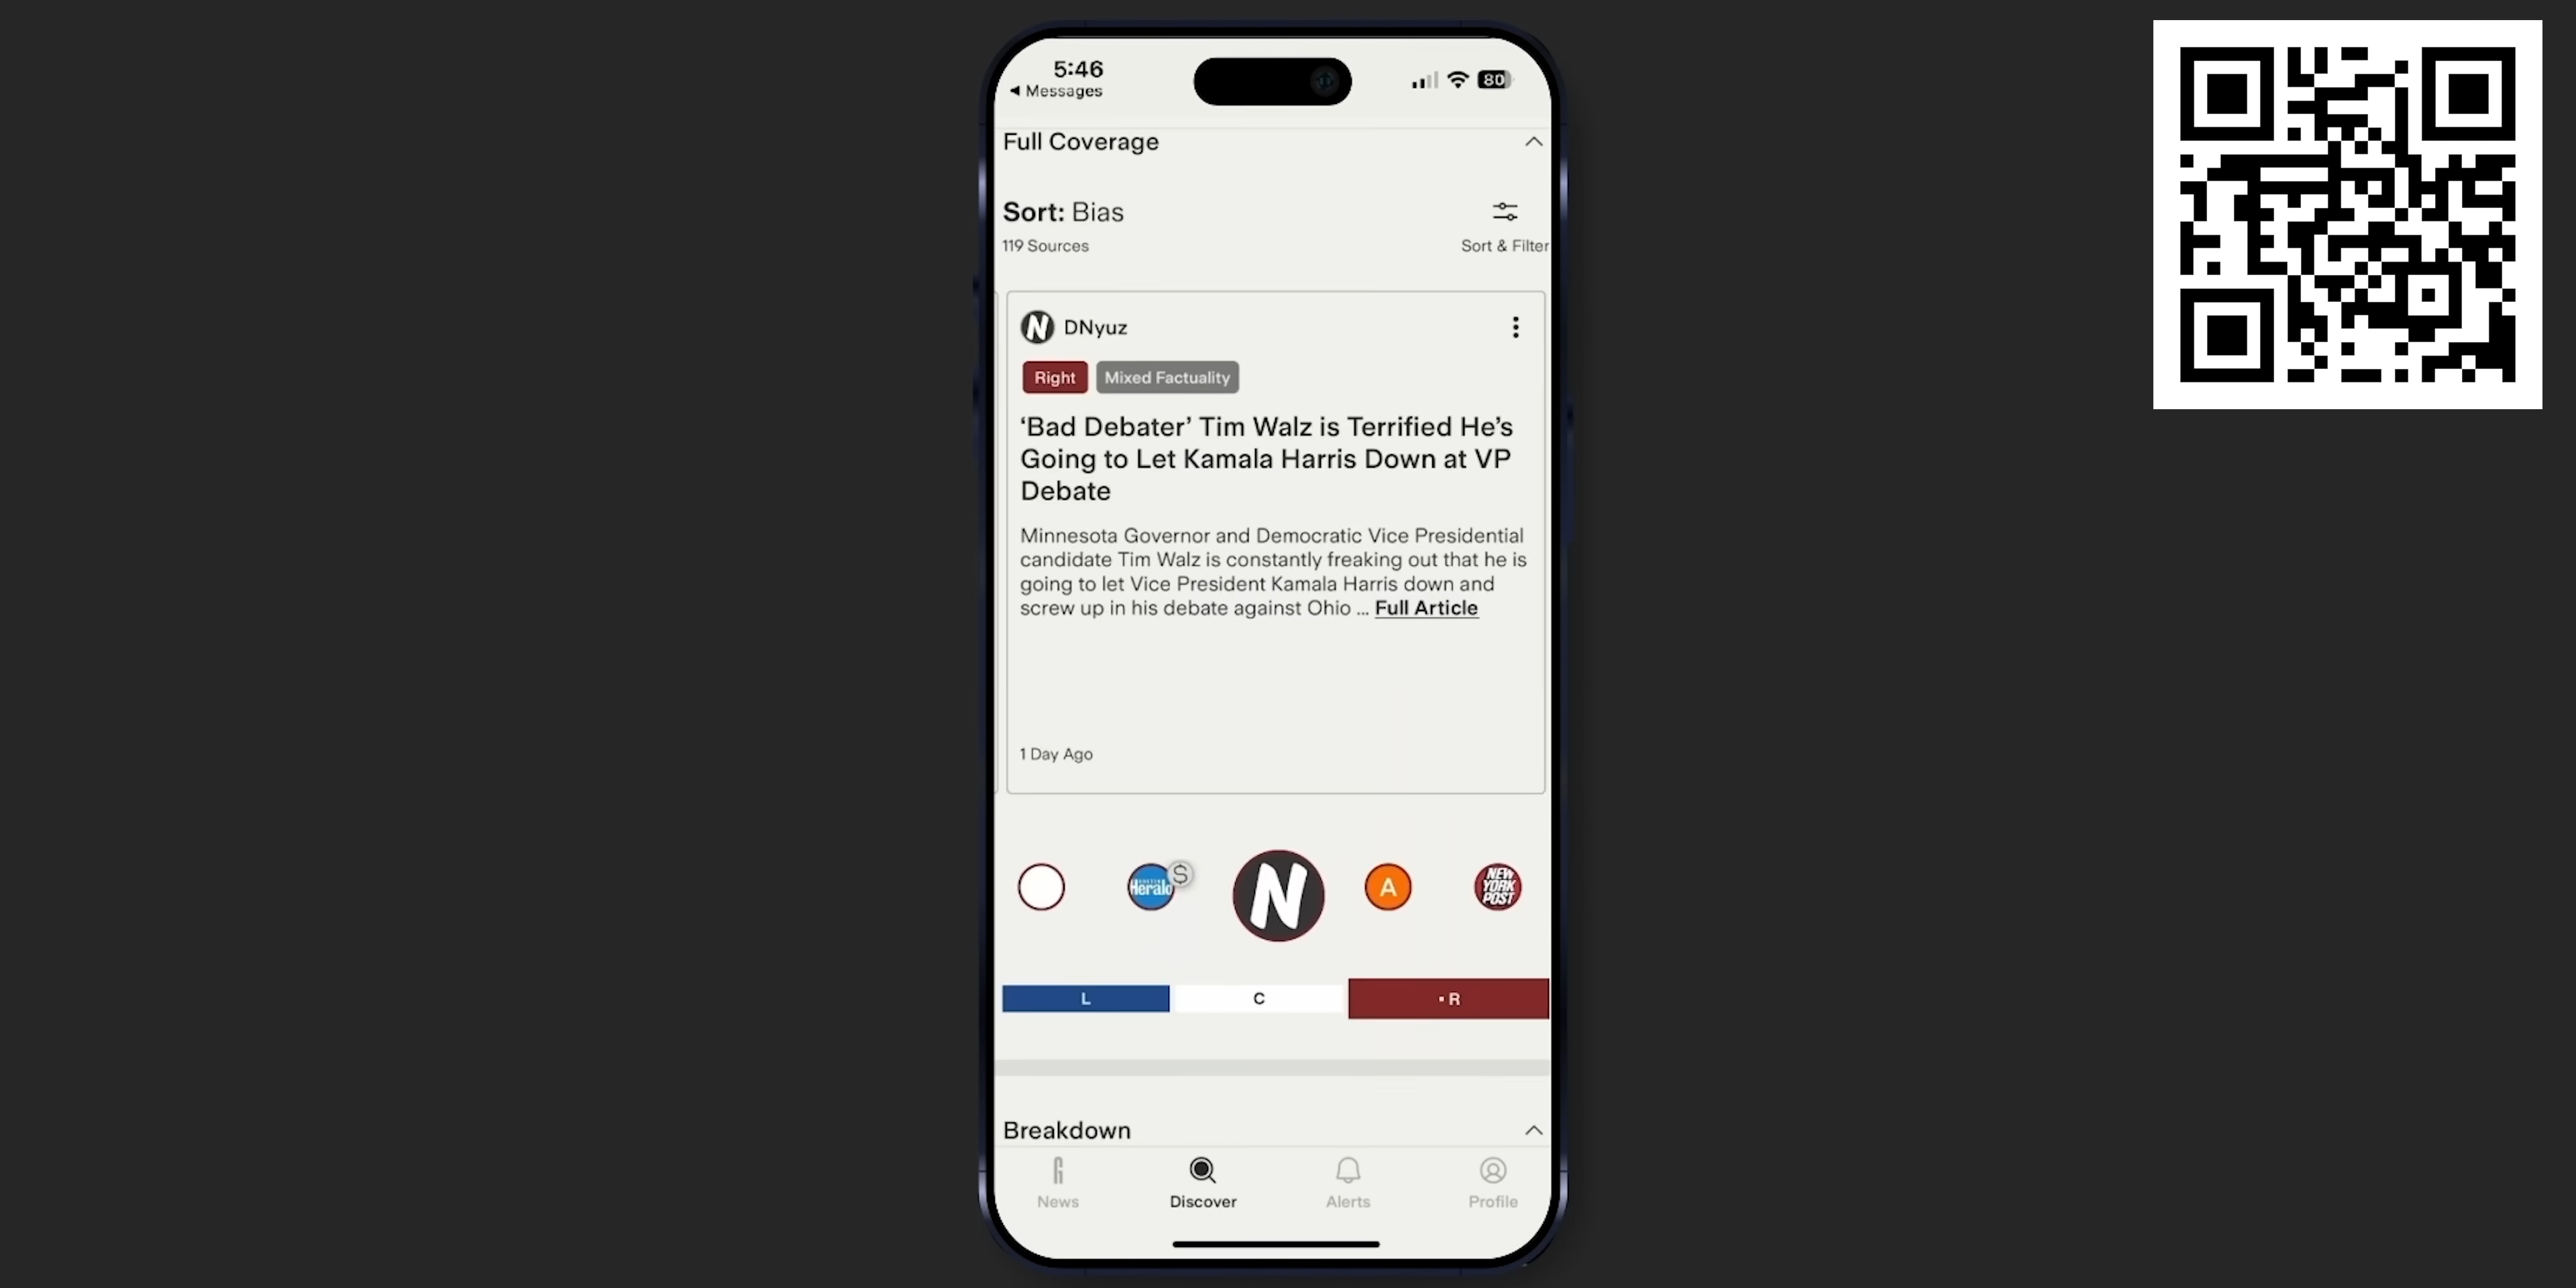 5:46
◀ Messages
80
Full Coverage
Sort: Bias
119 Sources
Sort & Filter
DNyuz
Right
Mixed Factuality
‘Bad Debater’ Tim Walz is Terrified He’s
Going to Let Kamala Harris Down at VP
Debate
Minnesota Governor and Democratic Vice Presidential
candidate Tim Walz is constantly freaking out that he is
going to let Vice President Kamala Harris down and
screw up in his debate against Ohio ... Full Article
1 Day Ago
Herald
$
N
A
NEW
YORK
POST
L
C
R
Breakdown
News
Discover
Alerts
Profile